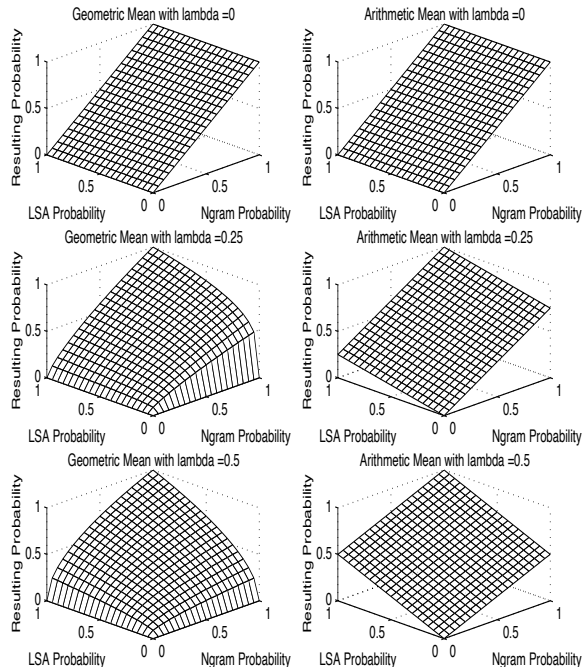 Geometric Mean with lambda =0
Arithmetic Mean with lambda =0
Resulting Probability
1
0.5
0
1
0.5
0 0
0.5
1
LSA Probability
Ngram Probability
Resulting Probability
1
0.5
0
1
0.5
0 0
0.5
1
LSA Probability
Ngram Probability
Geometric Mean with lambda =0.25
Arithmetic Mean with lambda =0.25
Resulting Probability
1
0.5
0
1
0.5
0 0
0.5
1
LSA Probability
Ngram Probability
Resulting Probability
1
0.5
0
1
0.5
0 0
0.5
1
LSA Probability
Ngram Probability
Geometric Mean with lambda =0.5
Arithmetic Mean with lambda =0.5
Resulting Probability
1
0.5
0
1
0.5
0 0
0.5
1
LSA Probability
Ngram Probability
Resulting Probability
1
0.5
0
1
0.5
0 0
0.5
1
LSA Probability
Ngram Probability